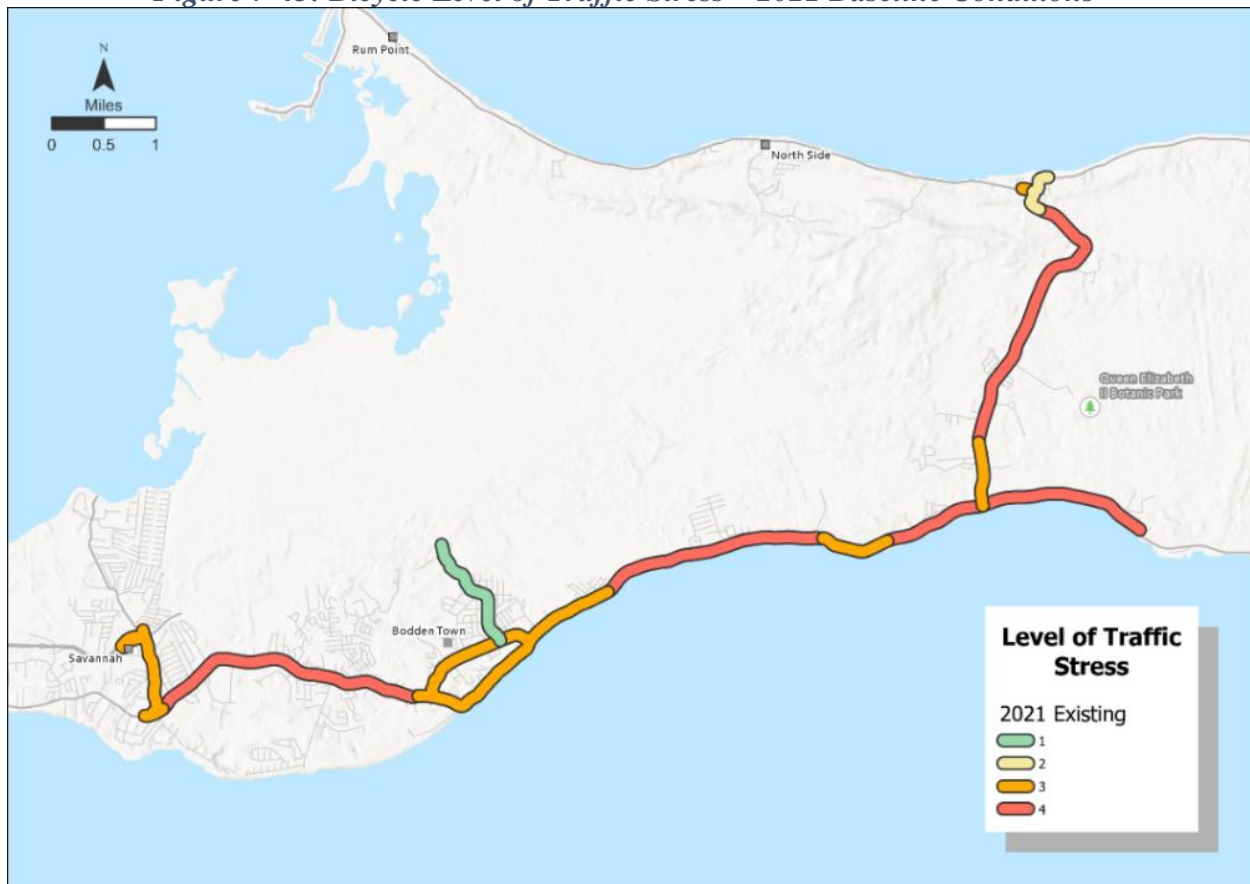 Rum Point
N
Miles
0 0.5 1
North Side
Queen Elizabeth
II Botanic Park
Bodden Town
Savannah
Level of Traffic
Stress
2021 Existing
1
2
3
4